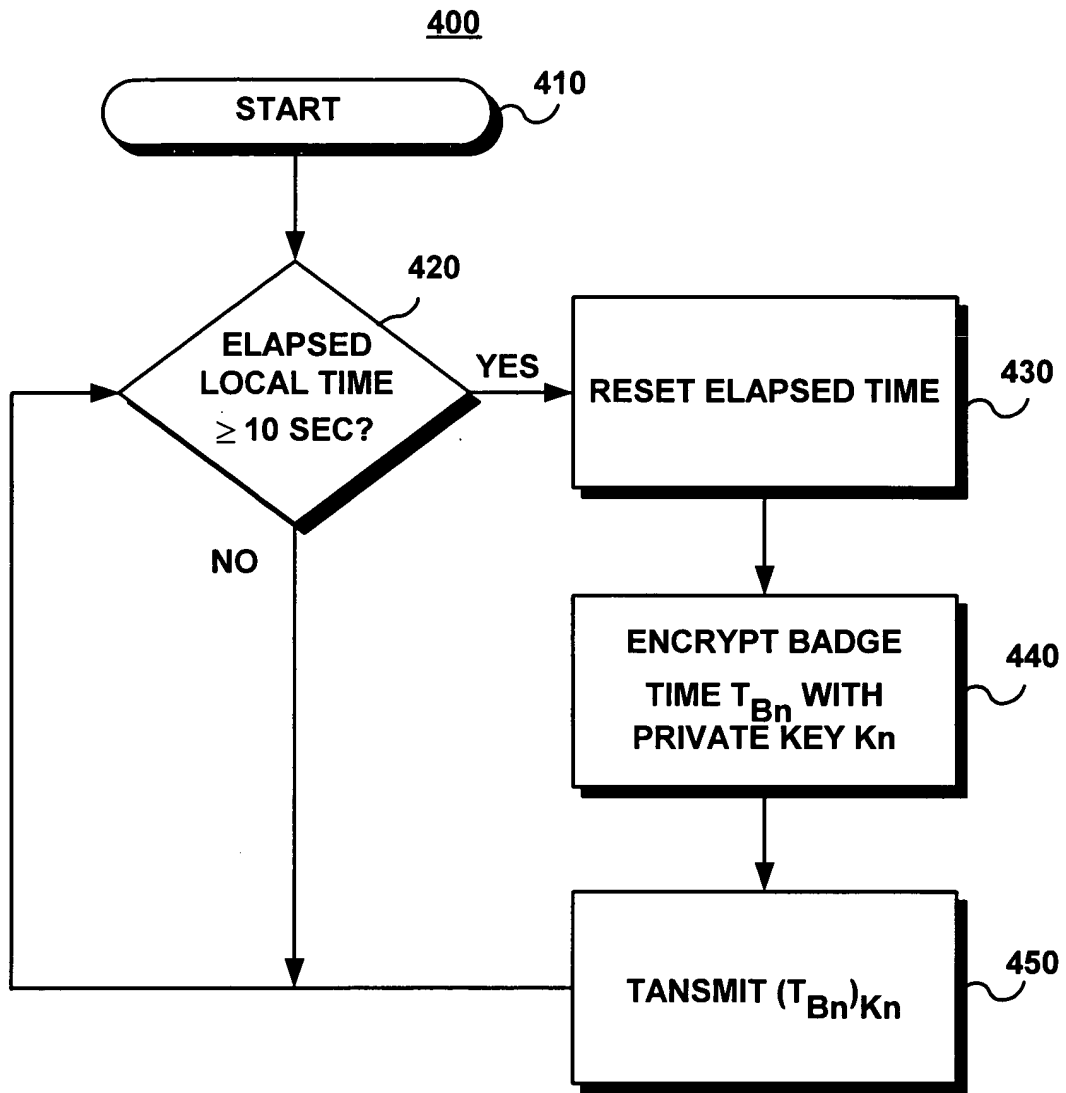 400
START
410
420
ELAPSED
LOCAL TIME
≥ 10 SEC?
YES
NO
RESET ELAPSED TIME
430
ENCRYPT BADGE
TIME T_Bn WITH
PRIVATE KEY Kn
440
TANSMIT (T_Bn)_Kn
450